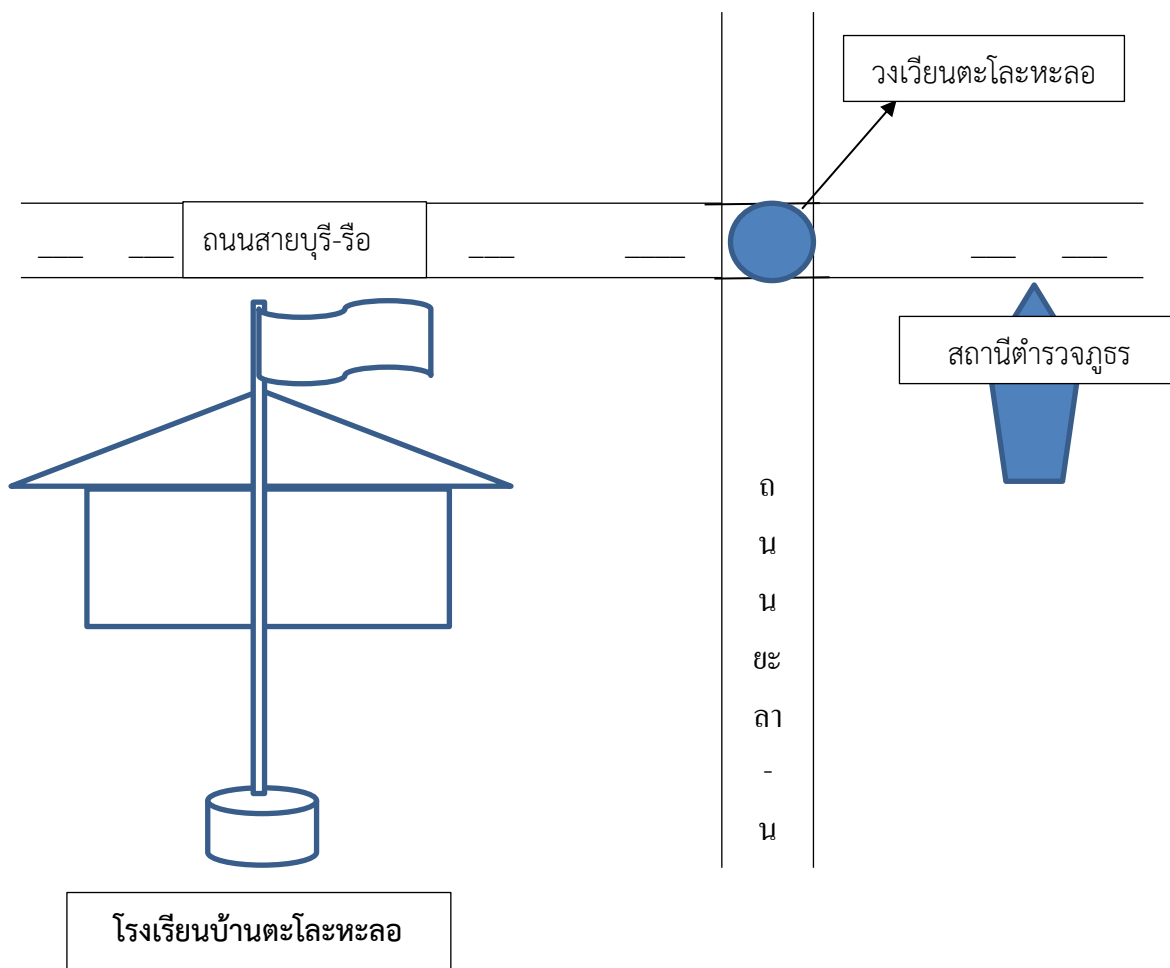 วงเวียนตะโละหะลอ
ถนนสายบุรี-รือ
สถานีตำรวจภูธร
ถ
น
น
ยะ
ลา
-
น
โรงเรียนบ้านตะโละหะลอ